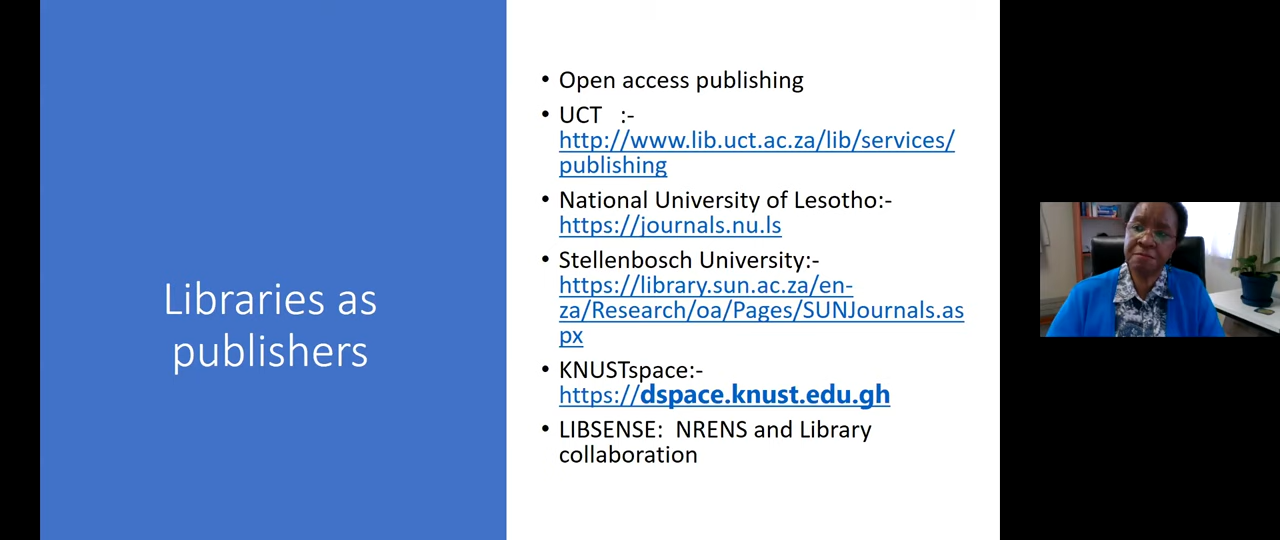 Libraries as
publishers
• Open access publishing
• UCT :-
http://www.lib.uct.ac.za/lib/services/
publishing
• National University of Lesotho:-
https://journals.nu.ls
• Stellenbosch University:-
https://library.sun.ac.za/en-
za/Research/oa/Pages/SUNJournals.as
px
• KNUSTspace:-
https://dspace.knust.edu.gh
• LIBSENSE: NRENS and Library
collaboration